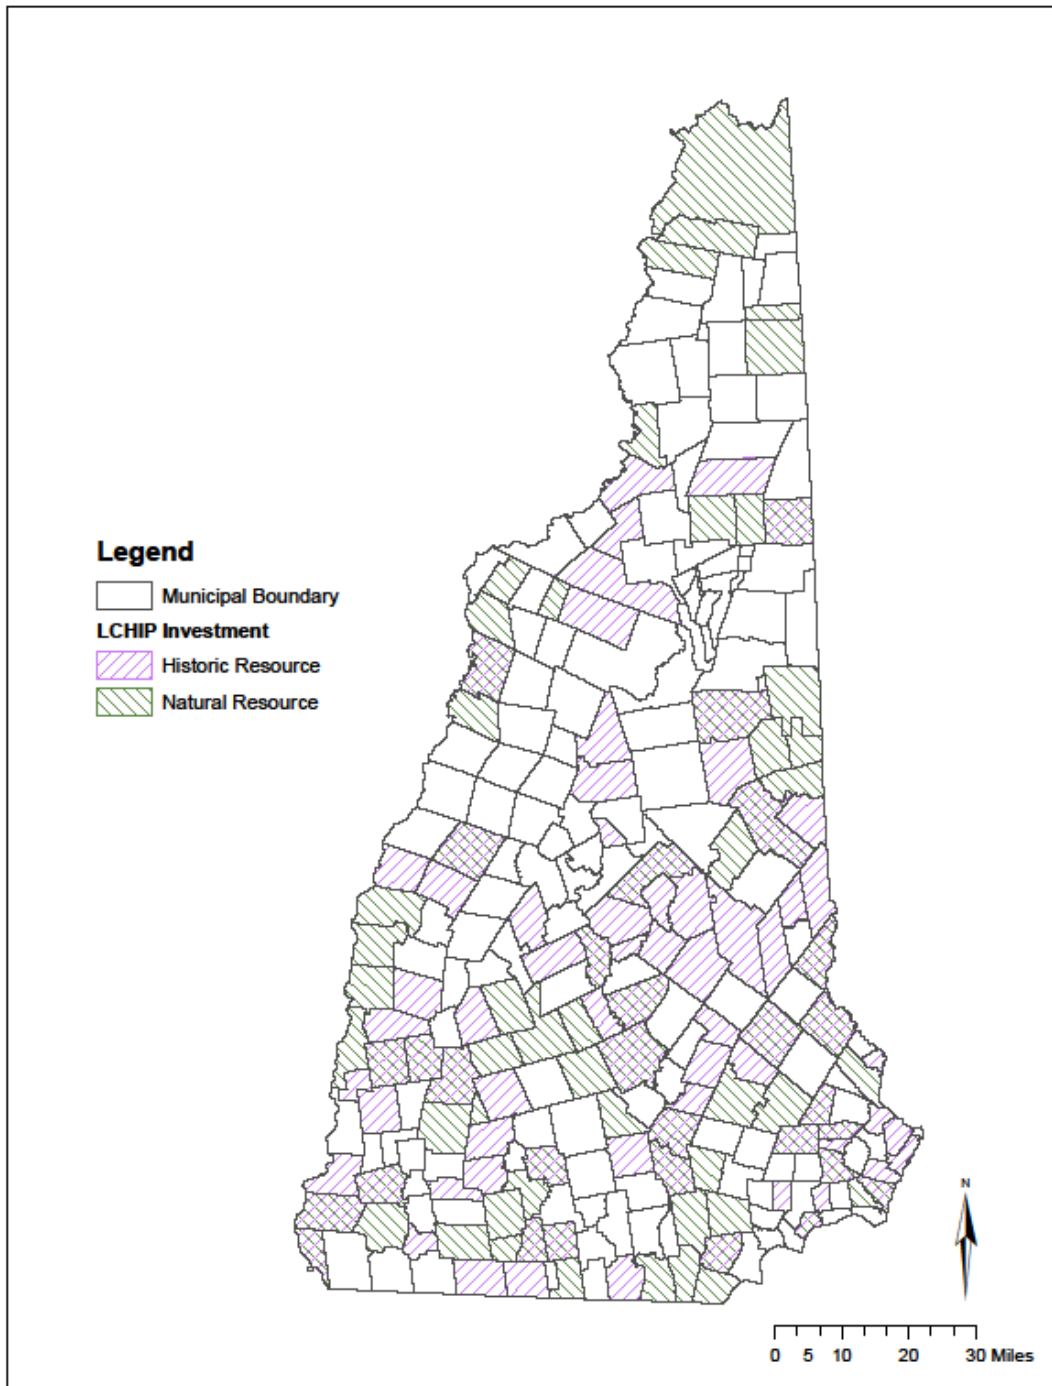 Legend
Municipal Boundary
LCHIP Investment
Historic Resource
Natural Resource
N
0 5 10 20 30 Miles